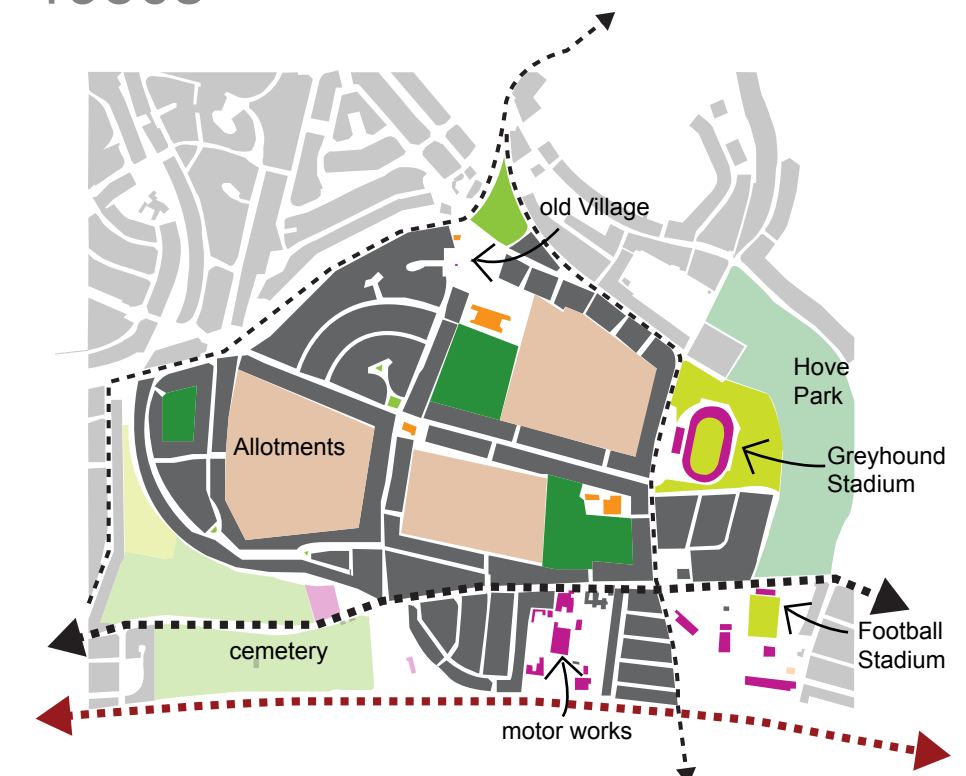 old Village
Hove
Park
Allotments
Greyhound
Stadium
cemetery
Football
Stadium
motor works